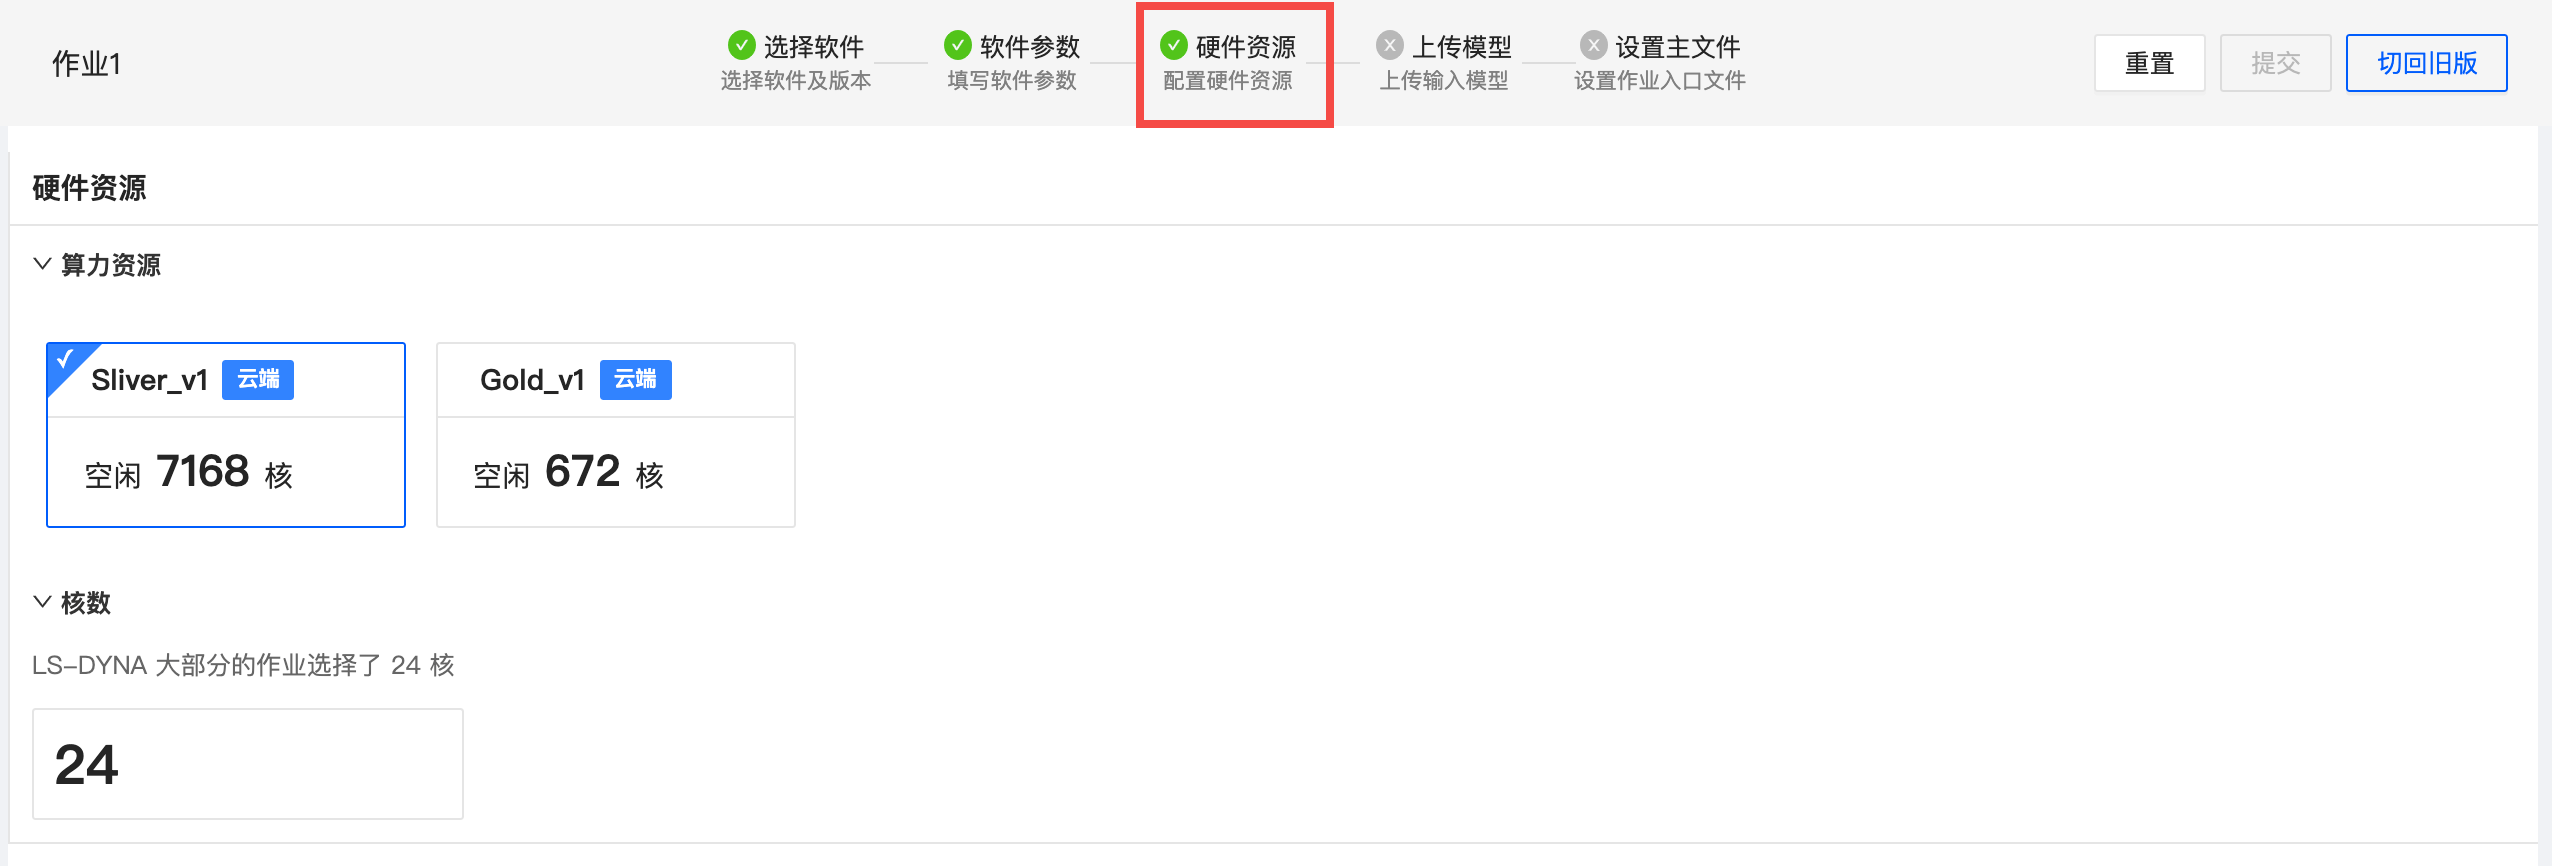 作业1
选择软件
选择软件及版本
软件参数
填写软件参数
硬件资源
配置硬件资源
上传模型
上传输入模型
设置主文件
设置作业入口文件
重置
提交
切回旧版
硬件资源
算力资源
Sliver_v1 云端
空闲 7168 核
Gold_v1 云端
空闲 672 核
核数
LS-DYNA 大部分的作业选择了 24 核
24